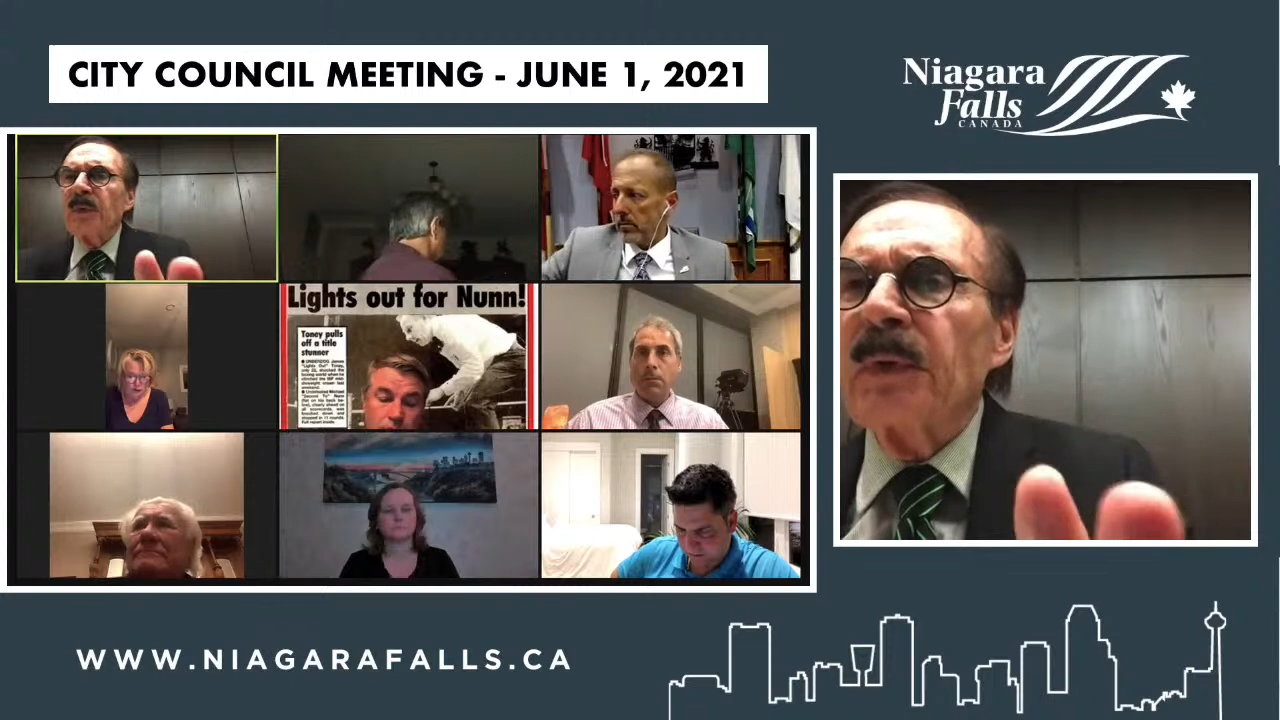 CITY COUNCIL MEETING - JUNE 1, 2021
Niagara
Falls
CANADA
Lights out for Nunn!
Toney pulls
off a title
stunner
WWW.NIAGARAFALLS.CA